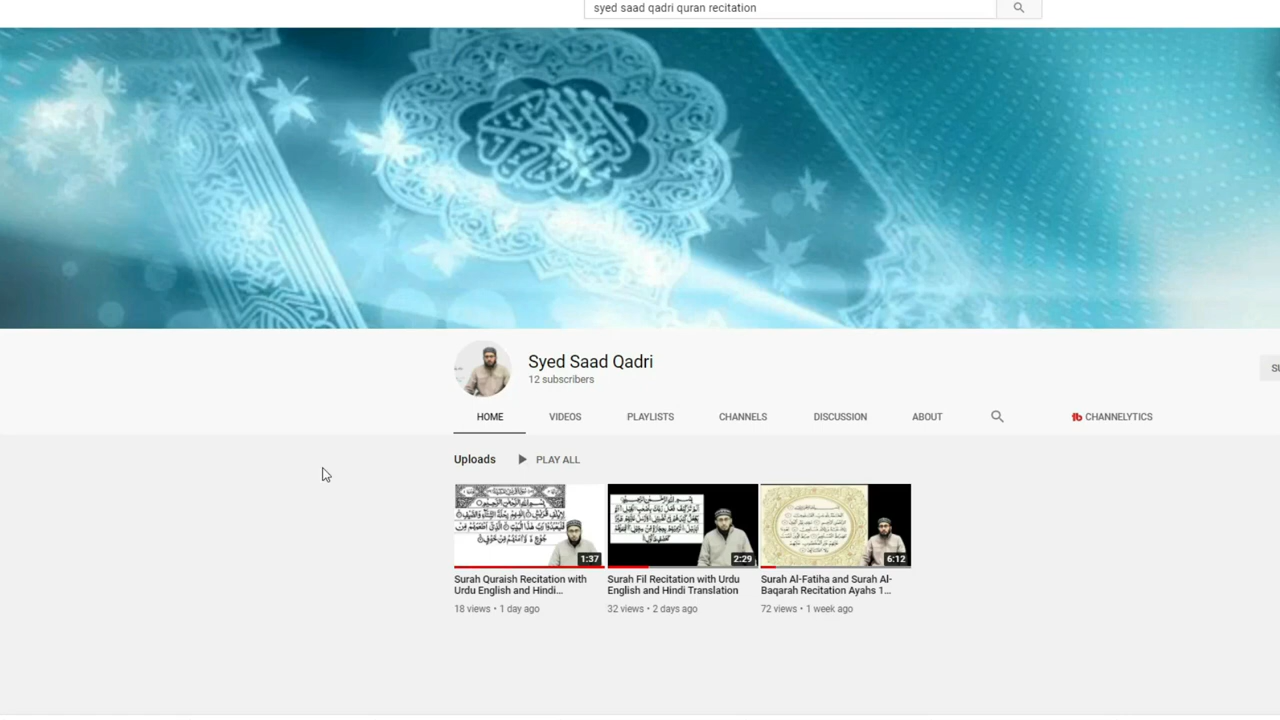 syed saad qadri quran recitation
القرآن الكريم
Syed Saad Qadri
12 subscribers
SU
HOME VIDEOS PLAYLISTS CHANNELS DISCUSSION ABOUT CHANNELYTICS
Uploads PLAY ALL
1:37 2:29 6:12
Surah Quraish Recitation with
Urdu English and Hindi...
18 views • 1 day ago
Surah Fil Recitation with Urdu
English and Hindi Translation
32 views • 2 days ago
Surah Al-Fatiha and Surah Al-
Baqarah Recitation Ayahs 1...
72 views • 1 week ago